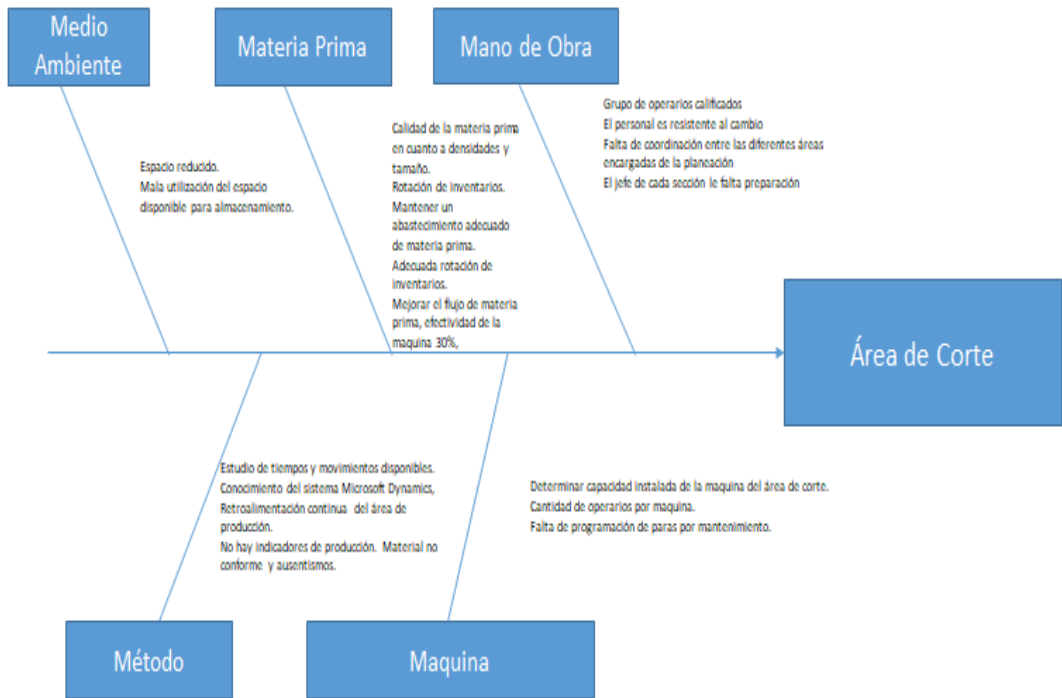 Medio
Ambiente
Materia Prima
Mano de Obra
Espacio reducido.
Mala utilización del espacio
disponible para almacenamiento.
Calidad de la materia prima
en cuanto a densidades y
tamaño.
Rotación de inventarios.
Mantener un
abastecimiento adecuado
de materia prima.
Adecuada rotación de
inventarios.
Mejorar el flujo de materia
prima, efectividad de la
maquina 30%,
Grupo de operarios calificados
El personal es resistente al cambio
Falta de coordinación entre las diferentes áreas
encargadas de la planeación
El jefe de cada sección le falta preparación
Área de Corte
Estudio de tiempos y movimientos disponibles.
Conocimiento del sistema Microsoft Dynamics,
Retroalimentación continua del área de
producción.
No hay indicadores de producción. Material no
conforme y ausentismos.
Determinar capacidad instalada de la maquina del área de corte.
Cantidad de operarios por maquina.
Falta de programación de paras por mantenimiento.
Método
Maquina